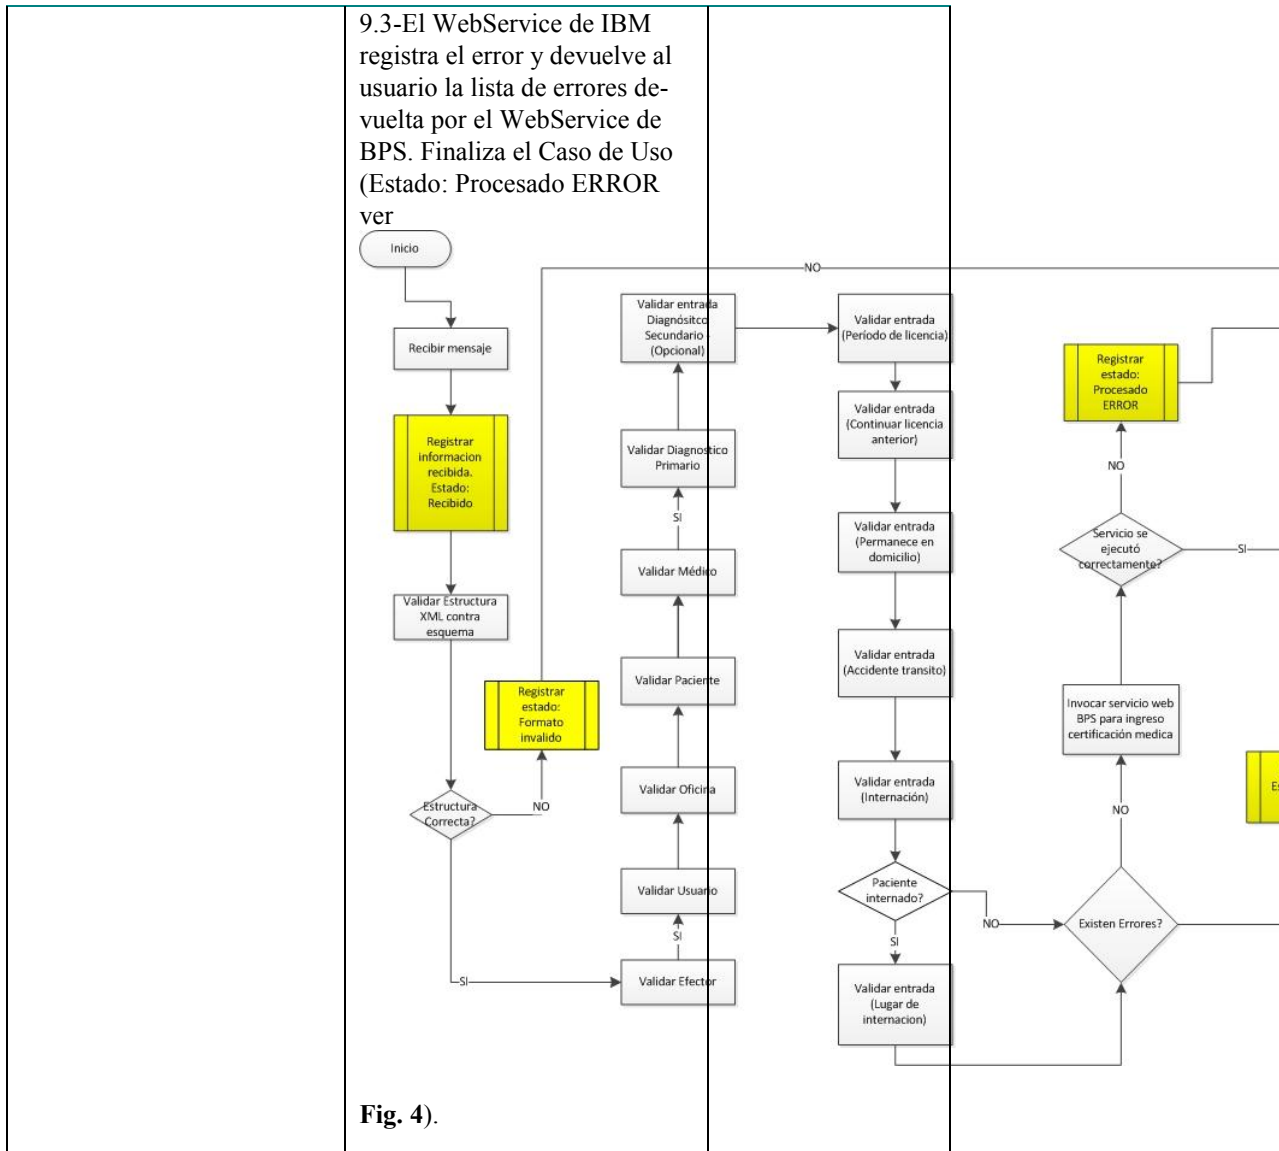 9.3-El WebService de IBM
registra el error y devuelve al
usuario la lista de errores de-
vuelta por el WebService de
BPS. Finaliza el Caso de Uso
(Estado: Procesado ERROR
ver
Inicio
NO
Recibir mensaje
Registrar
informacion
recibida.
Estado:
Recibido
Validar Estructura
XML contra
esquema
Estructura
Correcta?
NO
Registrar
estado:
Formato
invalido
SI
Validar Efector
SI
Validar Usuario
Validar Oficina
Validar Paciente
Validar Médico
SI
Validar Diagnostico
Primario
Validar entrada
Diagnósitco
Secundario -
(Opcional)
Validar entrada
(Período de licencia)
Validar entrada
(Continuar licencia
anterior)
Validar entrada
(Permanece en
domicilio)
Validar entrada
(Accidente transito)
Validar entrada
(Internación)
Paciente
internado?
NO
SI
Validar entrada
(Lugar de
internacion)
Existen Errores?
NO
Invocar servicio web
BPS para ingreso
certificación medica
Servicio se
ejecutó
correctamente?
SI
NO
Registrar
estado:
Procesado
ERROR
Fig. 4).